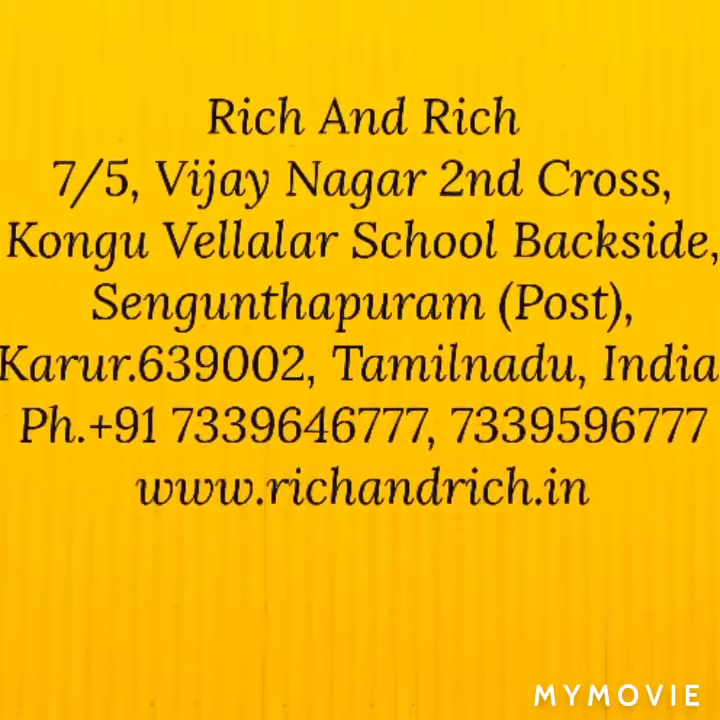 Rich And Rich
7/5, Vijay Nagar 2nd Cross,
Kongu Vellalar School Backside,
Sengunthapuram (Post),
Karur.639002, Tamilnadu, India
Ph.+91 7339646777, 7339596777
www.richandrich.in
MYMOVIE